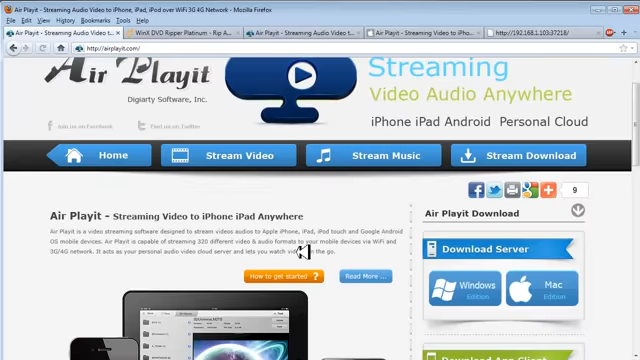 Air Playit - Streaming Audio Video to iPhone, iPad, iPod over WiFi 3G 4G Network - Mozilla Firefox
File Edit View History Bookmarks Tools Help
Air Playit - Streaming Audio Video to i... WinX DVD Ripper Platinum - Rip A... Air Playit - Streaming Video to i... Air Playit - Streaming Video to iPho... http://192.168.1.103:37218/
http://airplayit.com/
Air Playit
Digiarty Software, Inc.
Streaming
Video Audio Anywhere
iPhone iPad Android Personal Cloud
Join us on Facebook Find us on Twitter
Home Stream Video Stream Music Stream Download
9
Air Playit - Streaming Video to iPhone iPad Anywhere
Air Playit is a video streaming software designed to stream videos audios to Apple iPhone, iPad, iPod touch and Google Android
OS mobile devices. Air Playit is capable of streaming 320 different video & audio formats to your mobile devices via WiFi and
3G/4G network. It acts as your personal audio video cloud server and lets you watch on the go.
How to get started ? Read More ...
Air Playit Download
Download Server
Windows
Edition
Mac
Edition
Download App Client